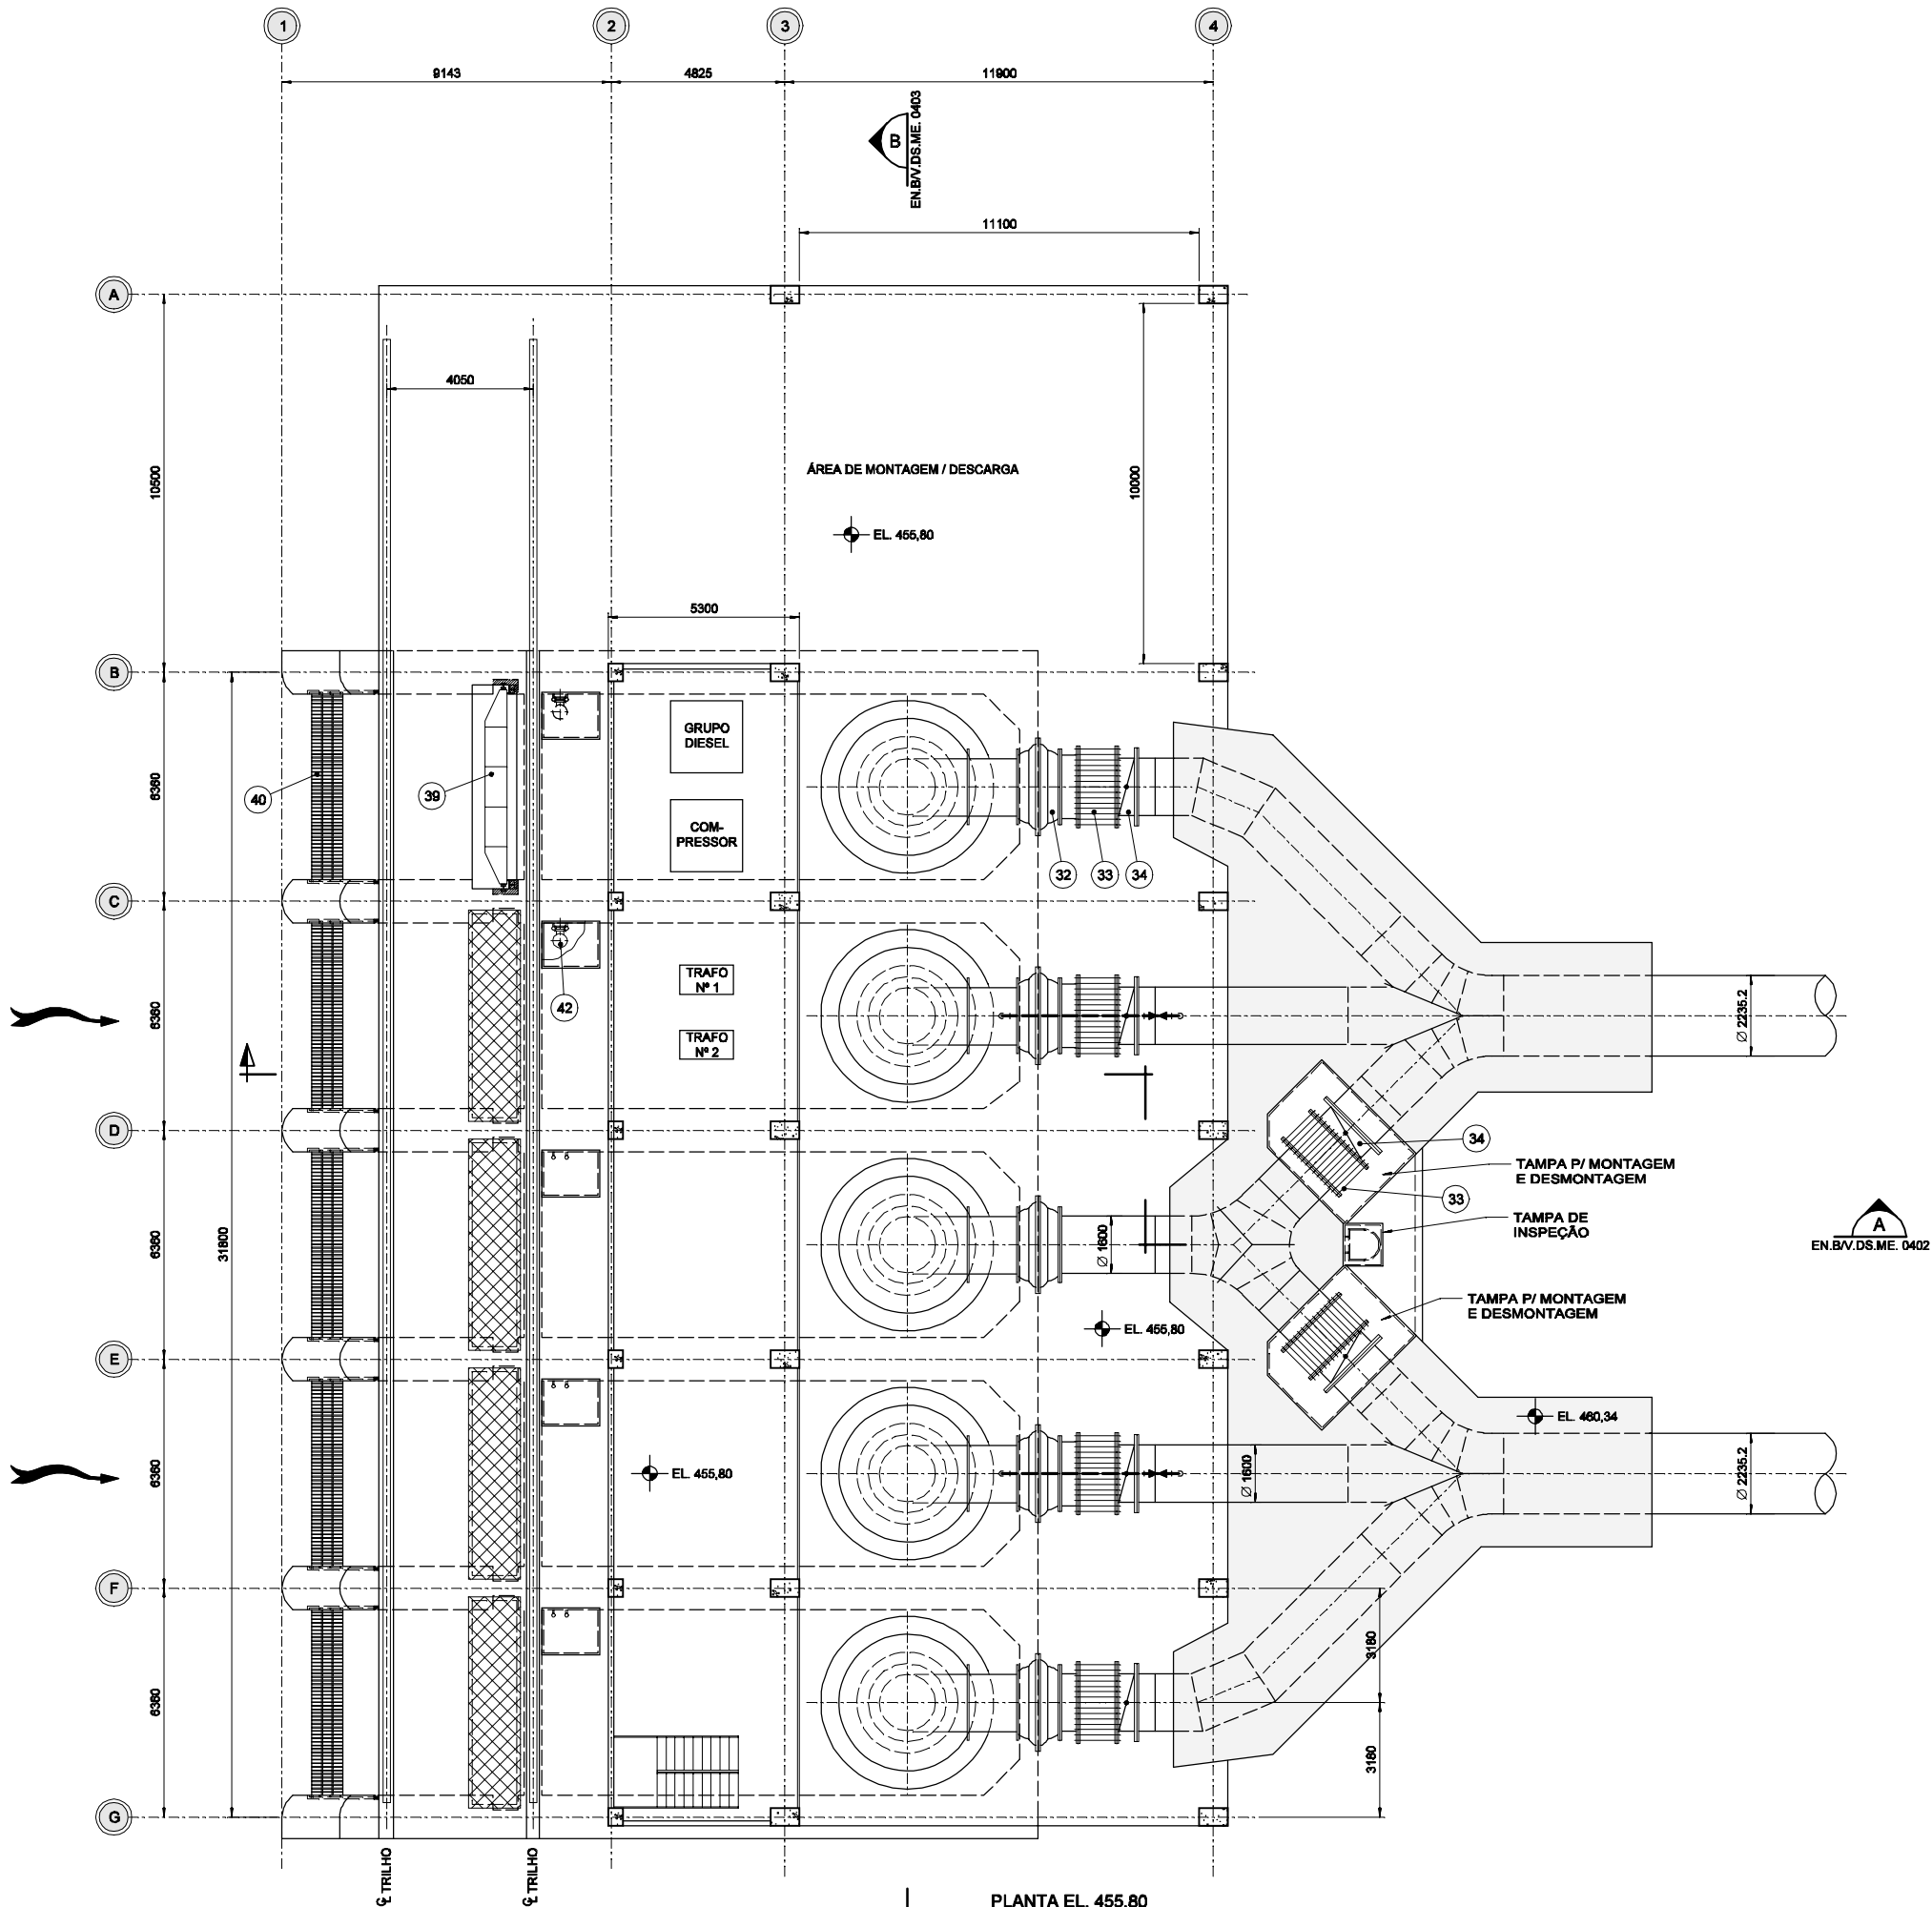 1
2
3
4
9143
4825
11900
B
EN.B/V.DS.ME. 0403
11100
A
4050
10500
ÁREA DE MONTAGEM / DESCARGA
10000
EL. 455,80
5300
B
GRUPO
DIESEL
6360
40
39
COM-
PRESSOR
32
33
34
C
TRAFO
Nº 1
42
6360
TRAFO
Nº 2
Ø 2235.2
D
34
TAMPA P/ MONTAGEM
E DESMONTAGEM
33
TAMPA DE
INSPEÇÃO
A
EN.B/V.DS.ME. 0402
31800
6360
Ø 1600
TAMPA P/ MONTAGEM
E DESMONTAGEM
EL. 455,80
E
EL. 460,34
6360
EL. 455,80
Ø 1600
Ø 2235.2
F
3180
6360
3180
G
℄ TRILHO
℄ TRILHO
PLANTA EL. 455,80